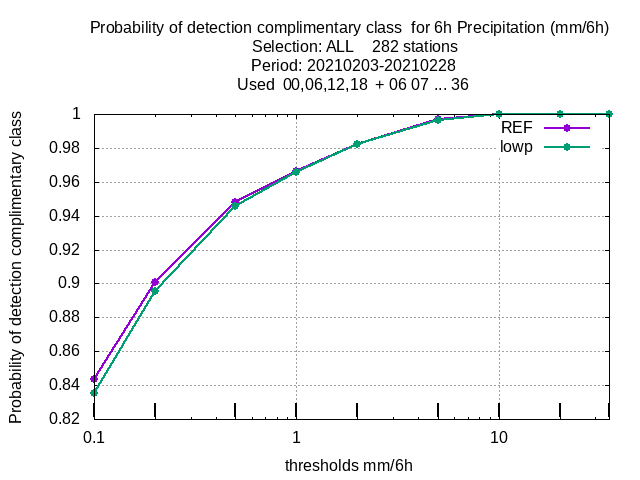 Probability of detection complimentary class  for 6h Precipitation (mm/6h)
Selection: ALL    282 stations
Period: 20210203-20210228
Used  00,06,12,18  + 06 07 ... 36
Probability of detection complimentary class
1
0.98
0.96
0.94
0.92
0.9
0.88
0.86
0.84
0.82
REF
lowp
0.1
1
10
thresholds mm/6h